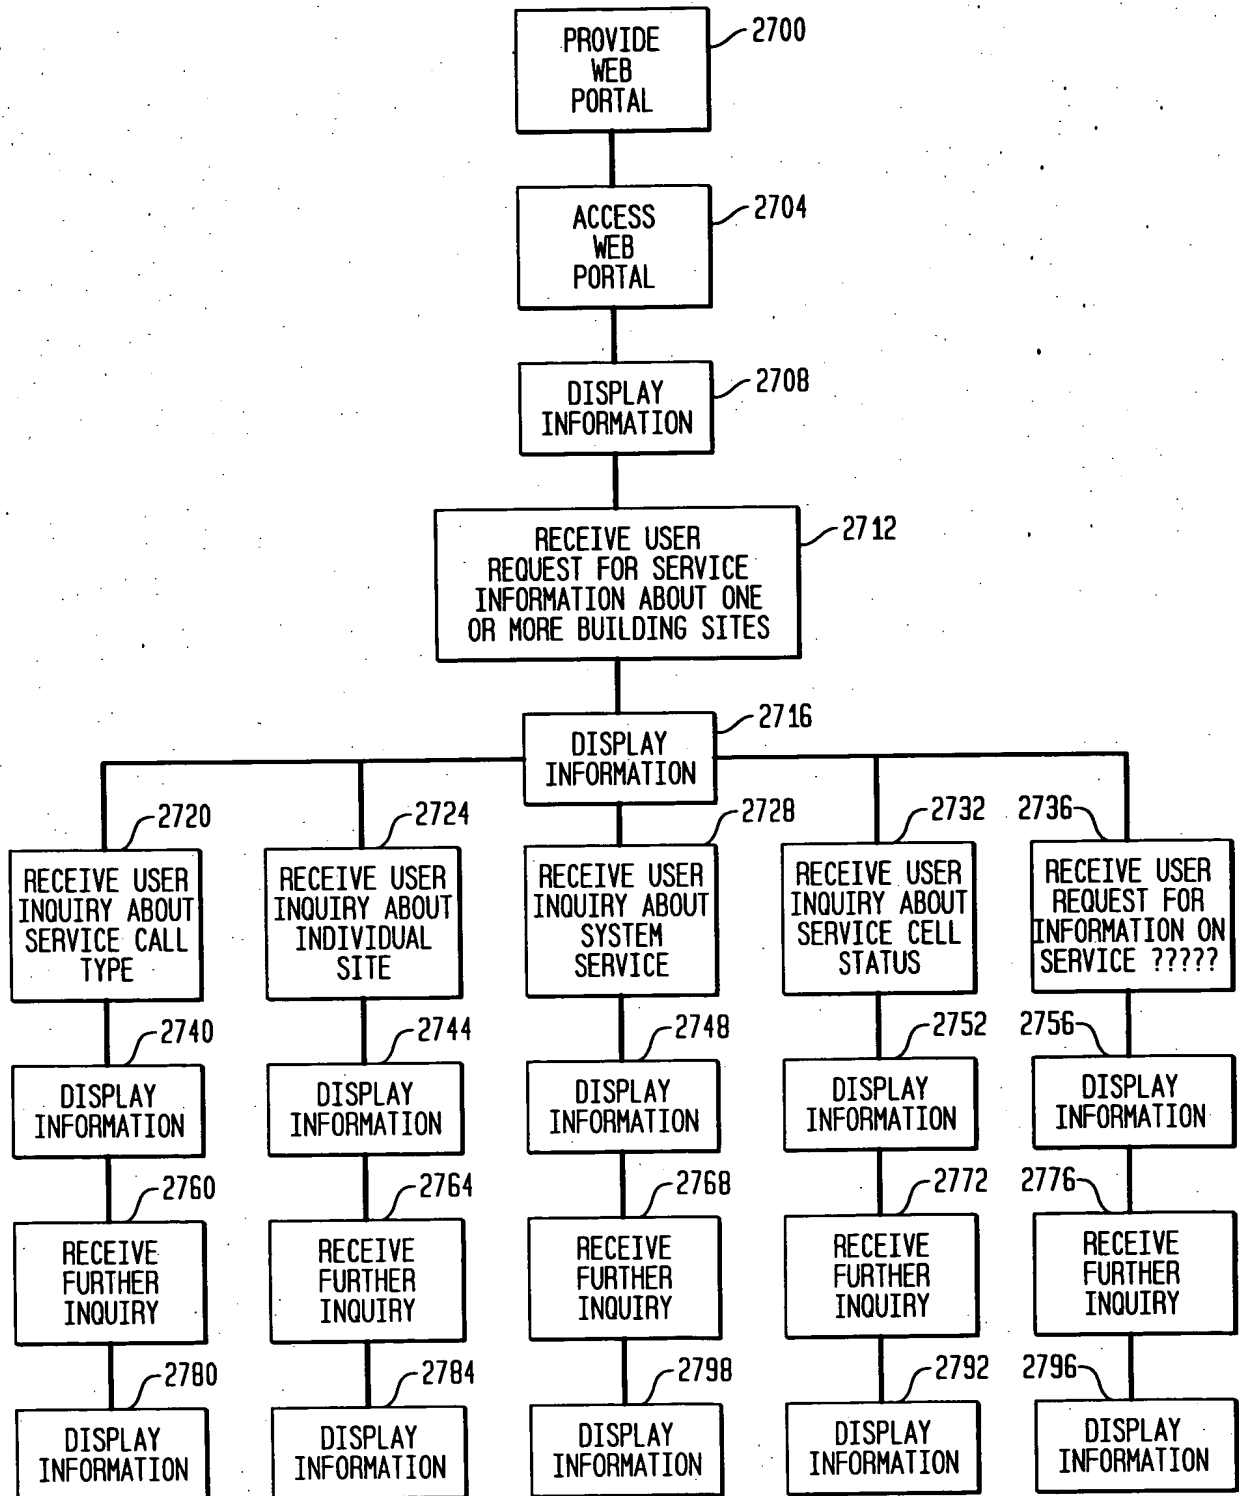 PROVIDE
WEB
PORTAL
2700
ACCESS
WEB
PORTAL
2704
DISPLAY
INFORMATION
2708
RECEIVE USER
REQUEST FOR SERVICE
INFORMATION ABOUT ONE
OR MORE BUILDING SITES
2712
DISPLAY
INFORMATION
2716
2720
RECEIVE USER
INQUIRY ABOUT
SERVICE CALL
TYPE
2724
RECEIVE USER
INQUIRY ABOUT
INDIVIDUAL
SITE
2728
RECEIVE USER
INQUIRY ABOUT
SYSTEM
SERVICE
2732
RECEIVE USER
INQUIRY ABOUT
SERVICE CELL
STATUS
2736
RECEIVE USER
REQUEST FOR
INFORMATION ON
SERVICE ?????
2740
DISPLAY
INFORMATION
2744
DISPLAY
INFORMATION
2748
DISPLAY
INFORMATION
2752
DISPLAY
INFORMATION
2756
DISPLAY
INFORMATION
2760
RECEIVE
FURTHER
INQUIRY
2764
RECEIVE
FURTHER
INQUIRY
2768
RECEIVE
FURTHER
INQUIRY
2772
RECEIVE
FURTHER
INQUIRY
2776
RECEIVE
FURTHER
INQUIRY
2780
DISPLAY
INFORMATION
2784
DISPLAY
INFORMATION
2798
DISPLAY
INFORMATION
2792
DISPLAY
INFORMATION
2796
DISPLAY
INFORMATION